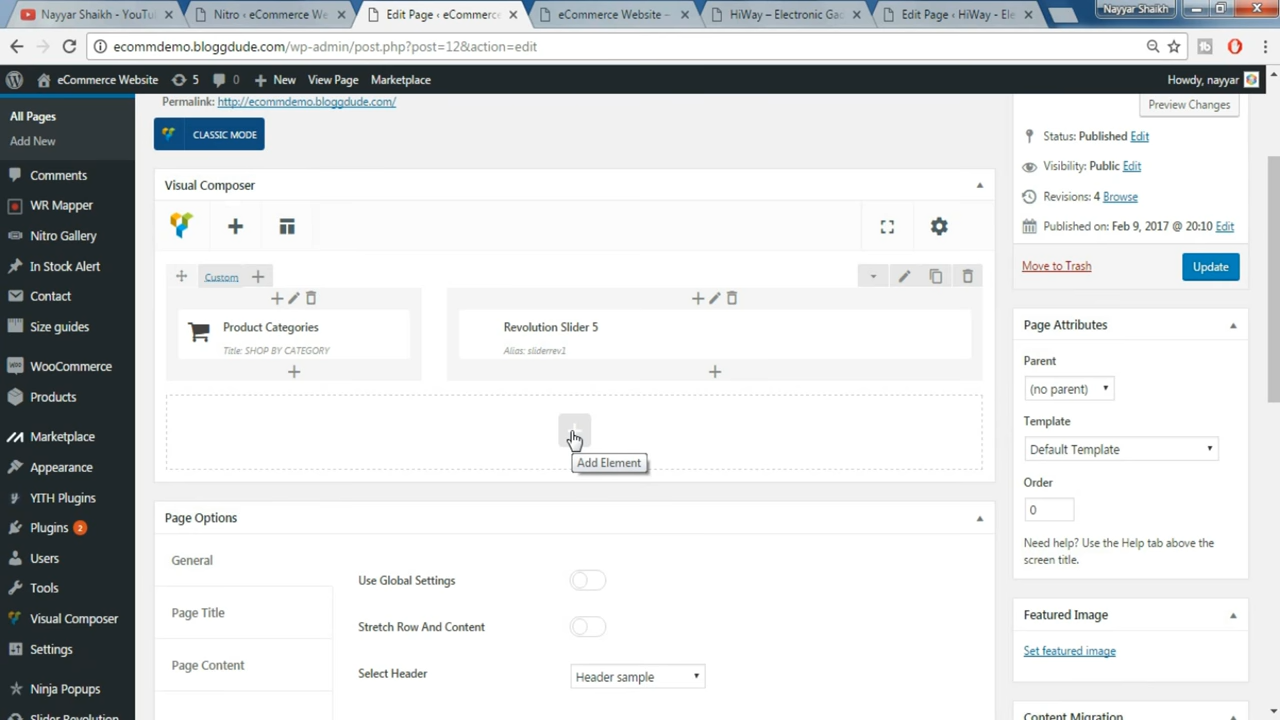 Nayyar Shaikh - YouTu
Nitro ‹ eCommerce We
Edit Page ‹ eCommerce
eCommerce Website –
HiWay – Electronic Ga
Edit Page ‹ HiWay - Ele
Nayyar Shaikh
ecommdemo.bloggdude.com/wp-admin/post.php?post=12&action=edit
eCommerce Website
5
0
New
View Page
Marketplace
Howdy, nayyar
All Pages
Add New
Comments
WR Mapper
Nitro Gallery
In Stock Alert
Contact
Size guides
WooCommerce
Products
Marketplace
Appearance
YITH Plugins
Plugins 2
Users
Tools
Visual Composer
Settings
Ninja Popups
Slider Revolution
Permalink: http://ecommdemo.bloggdude.com/
CLASSIC MODE
Visual Composer
Custom
Product Categories
Title: SHOP BY CATEGORY
Revolution Slider 5
Alias: sliderrev1
Add Element
Page Options
General
Page Title
Page Content
Use Global Settings
Stretch Row And Content
Select Header
Header sample
Preview Changes
Status: Published Edit
Visibility: Public Edit
Revisions: 4 Browse
Published on: Feb 9, 2017 @ 20:10 Edit
Move to Trash
Update
Page Attributes
Parent
(no parent)
Template
Default Template
Order
0
Need help? Use the Help tab above the
screen title.
Featured Image
Set featured image
Content Migration